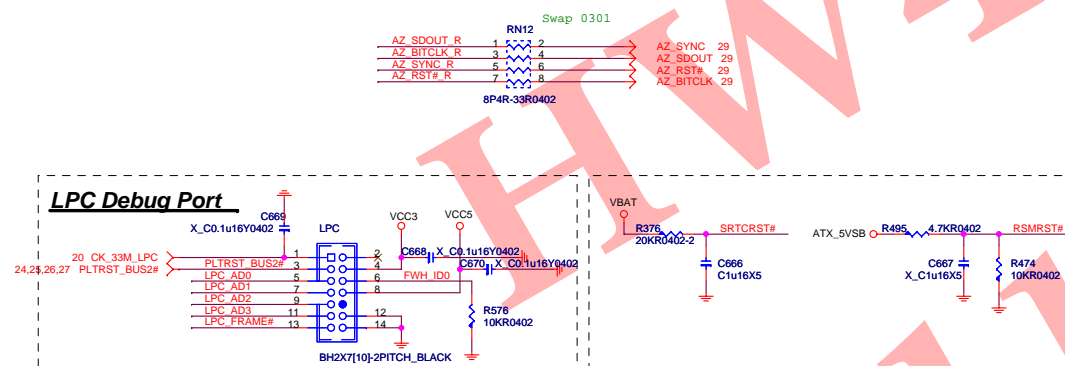 Swap 0301
RN12
AZ_SDOUT_R 1 2 AZ_SYNC 29
AZ_BITCLK_R 3 4 AZ_SDOUT 29
AZ_SYNC_R 5 6 AZ_RST# 29
AZ_RST#_R 7 8 AZ_BITCLK 29
8P4R-33R0402
LPC Debug Port
C669
X_C0.1u16Y0402
LPC
VCC3
VCC5
20 CK_33M_LPC 1 2
24,25,26,27 PLTRST_BUS2# PLTRST_BUS2# 3 4
C668 X_C0.1u16Y0402
C670 X_C0.1u16Y0402
LPC_AD0 5 6 FWH_ID0
LPC_AD1 7 8
LPC_AD2 9
LPC_AD3 11 12
LPC_FRAME# 13 14
R576
10KR0402
BH2X7[10]-2PITCH_BLACK
VBAT
R376
20KR0402-2
SRTCRST#
C666
C1u16X5
ATX_5VSB
R495 4.7KR0402
RSMRST#
C667
X_C1u16X5
R474
10KR0402